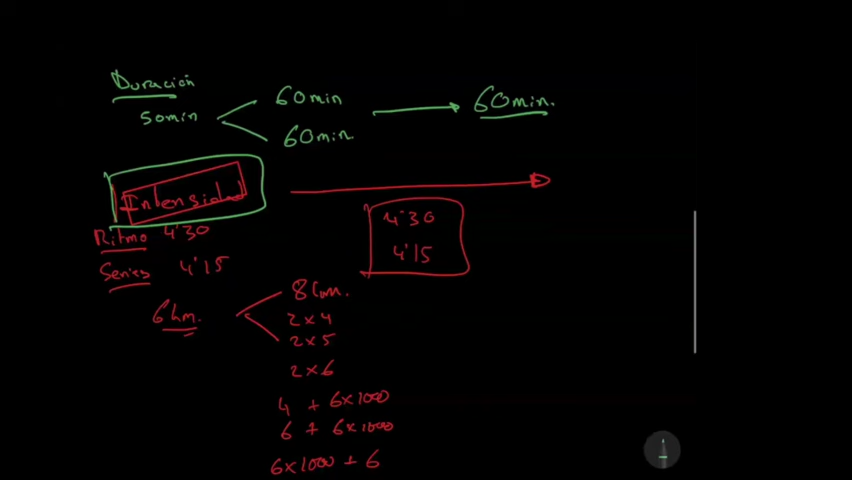 Duración
50min 60min 60min.
60min.
Intensidad
Ritmo 4'30
Series 4'15
4'30
4'15
6km. 8km.
2x4
2x5
2x6
4 + 6x1000
6 + 6x1000
6x1000 + 6